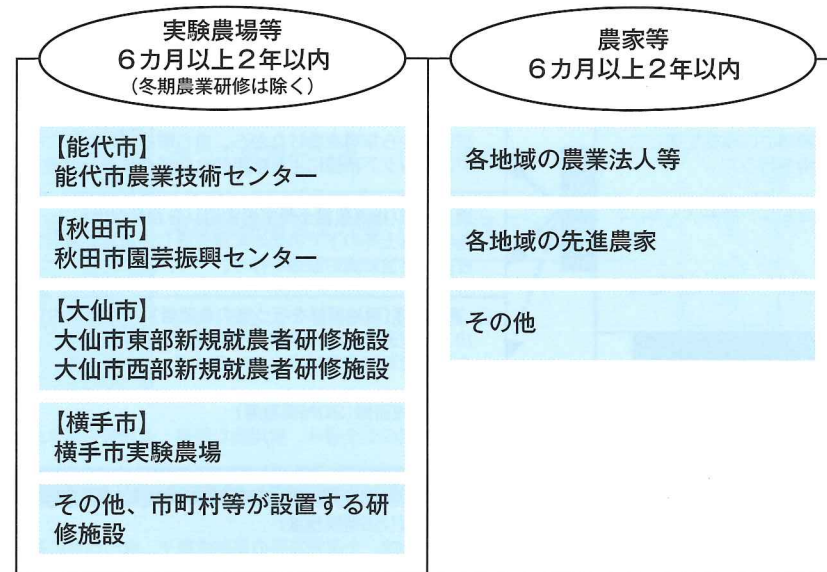 実験農場等
6カ月以上2年以内
（冬期農業研修は除く）
【能代市】
能代市農業技術センター
【秋田市】
秋田市園芸振興センター
【大仙市】
大仙市東部新規就農者研修施設
大仙市西部新規就農者研修施設
【横手市】
横手市実験農場
その他、市町村等が設置する研
修施設
農家等
6カ月以上2年以内
各地域の農業法人等
各地域の先進農家
その他